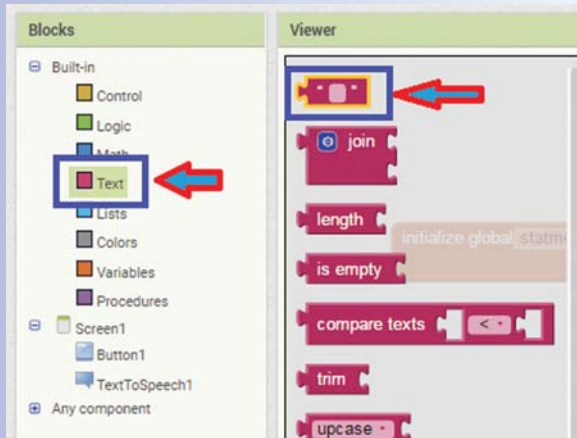 Blocks
Built-in
Control
Logic
Math
Text
Lists
Colors
Variables
Procedures
Screen1
Button1
TextToSpeech1
Any component
Viewer
" "
join
length
initialize global
is empty
compare texts <
trim
upcase